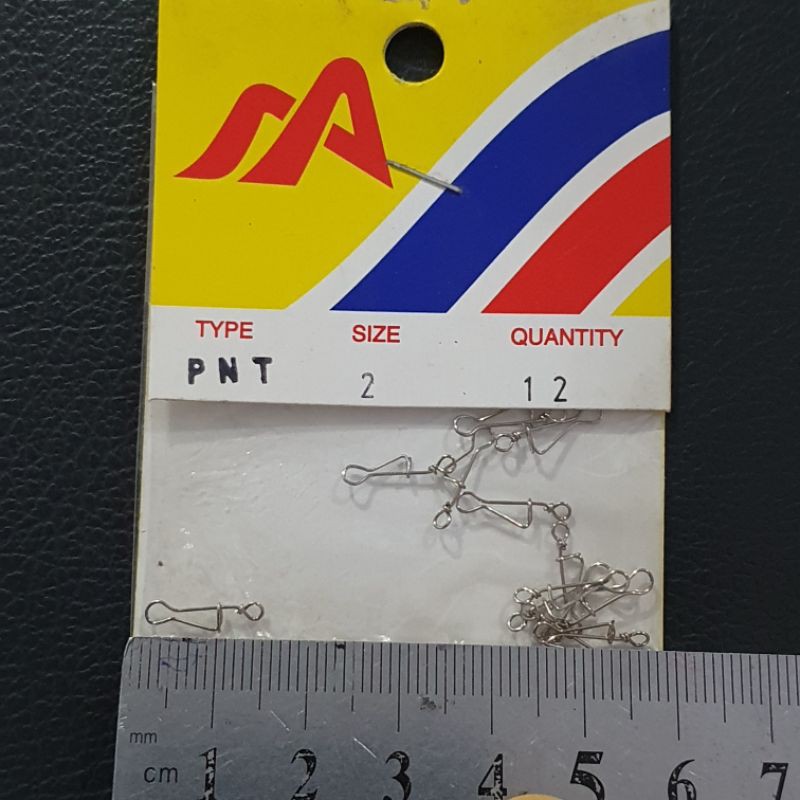 TYPE SIZE QUANTITY
PNT 2 12
mm
cm 1 2 3 4 5 6 7